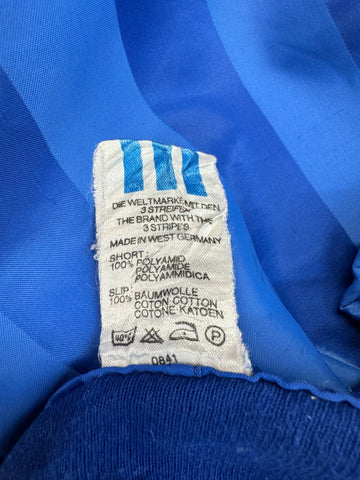 DIE WELTMARKE MIT DEN
3 STREIFEN
THE BRAND WITH THE
3 STRIPES
MADE IN WEST GERMANY
SHORT: POLYAMID
100% POLYAMIDE
POLYAMMIDICA
SLIP: BAUMWOLLE
100% COTON COTTON
COTONE KATOEN
40
P
0841